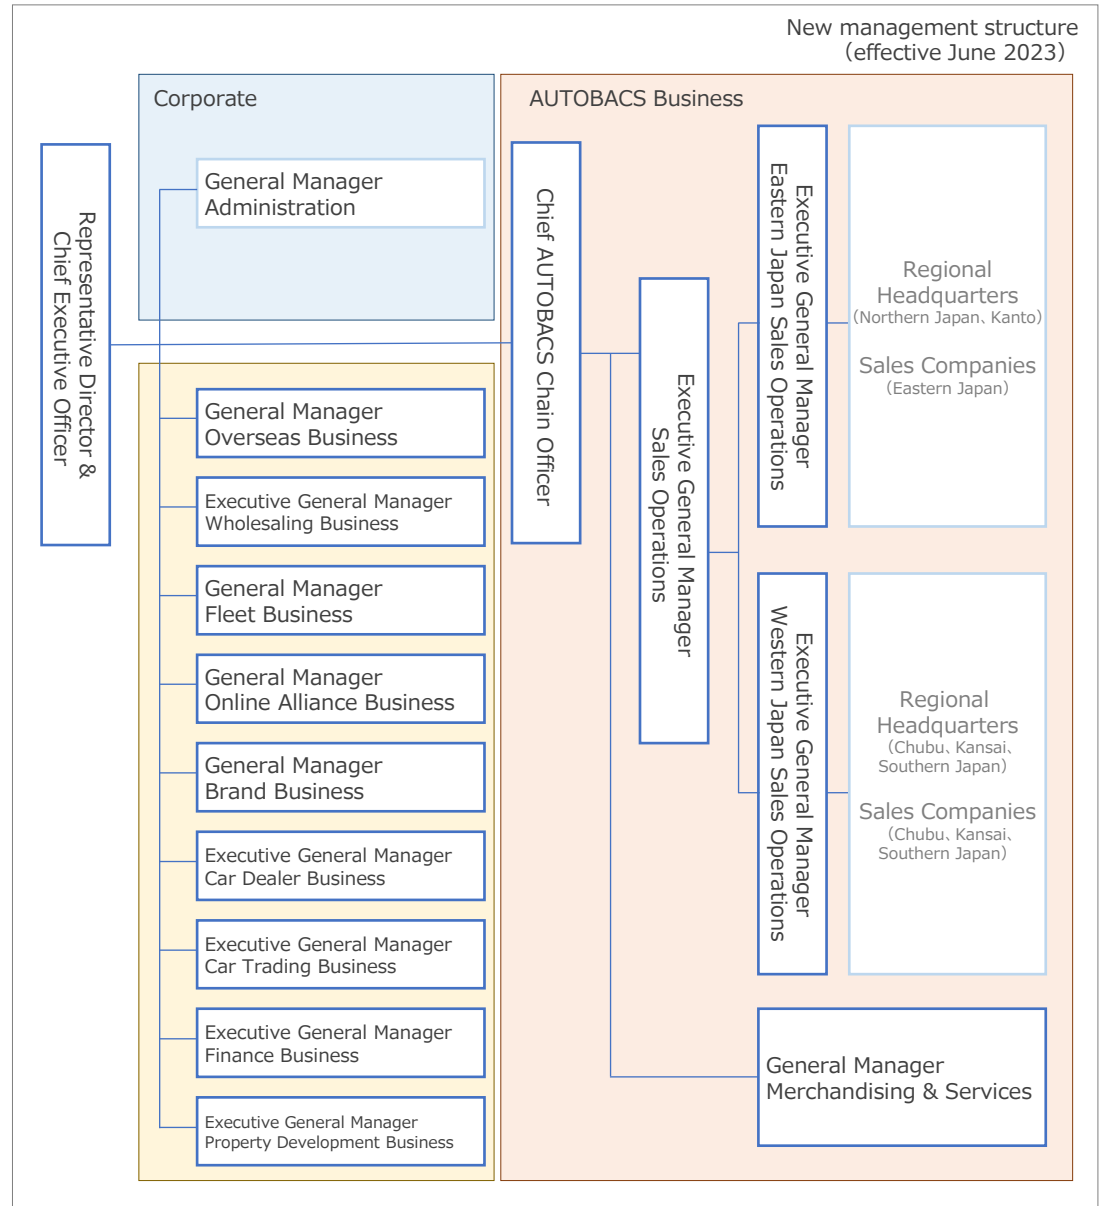 New management structure
（effective June 2023）
Corporate
AUTOBACS Business
Representative Director &
Chief Executive Officer
General Manager
Administration
General Manager
Overseas Business
Executive General Manager
Wholesaling Business
General Manager
Fleet Business
General Manager
Online Alliance Business
General Manager
Brand Business
Executive General Manager
Car Dealer Business
Executive General Manager
Car Trading Business
Executive General Manager
Finance Business
Executive General Manager
Property Development Business
Chief AUTOBACS Chain Officer
Executive General Manager
Sales Operations
Executive General Manager
Eastern Japan Sales Operations
Regional
Headquarters
（Northern Japan、Kanto）
Sales Companies
（Eastern Japan）
Executive General Manager
Western Japan Sales Operations
Regional
Headquarters
（Chubu、Kansai、
Southern Japan）
Sales Companies
（Chubu、Kansai、
Southern Japan）
General Manager
Merchandising & Services